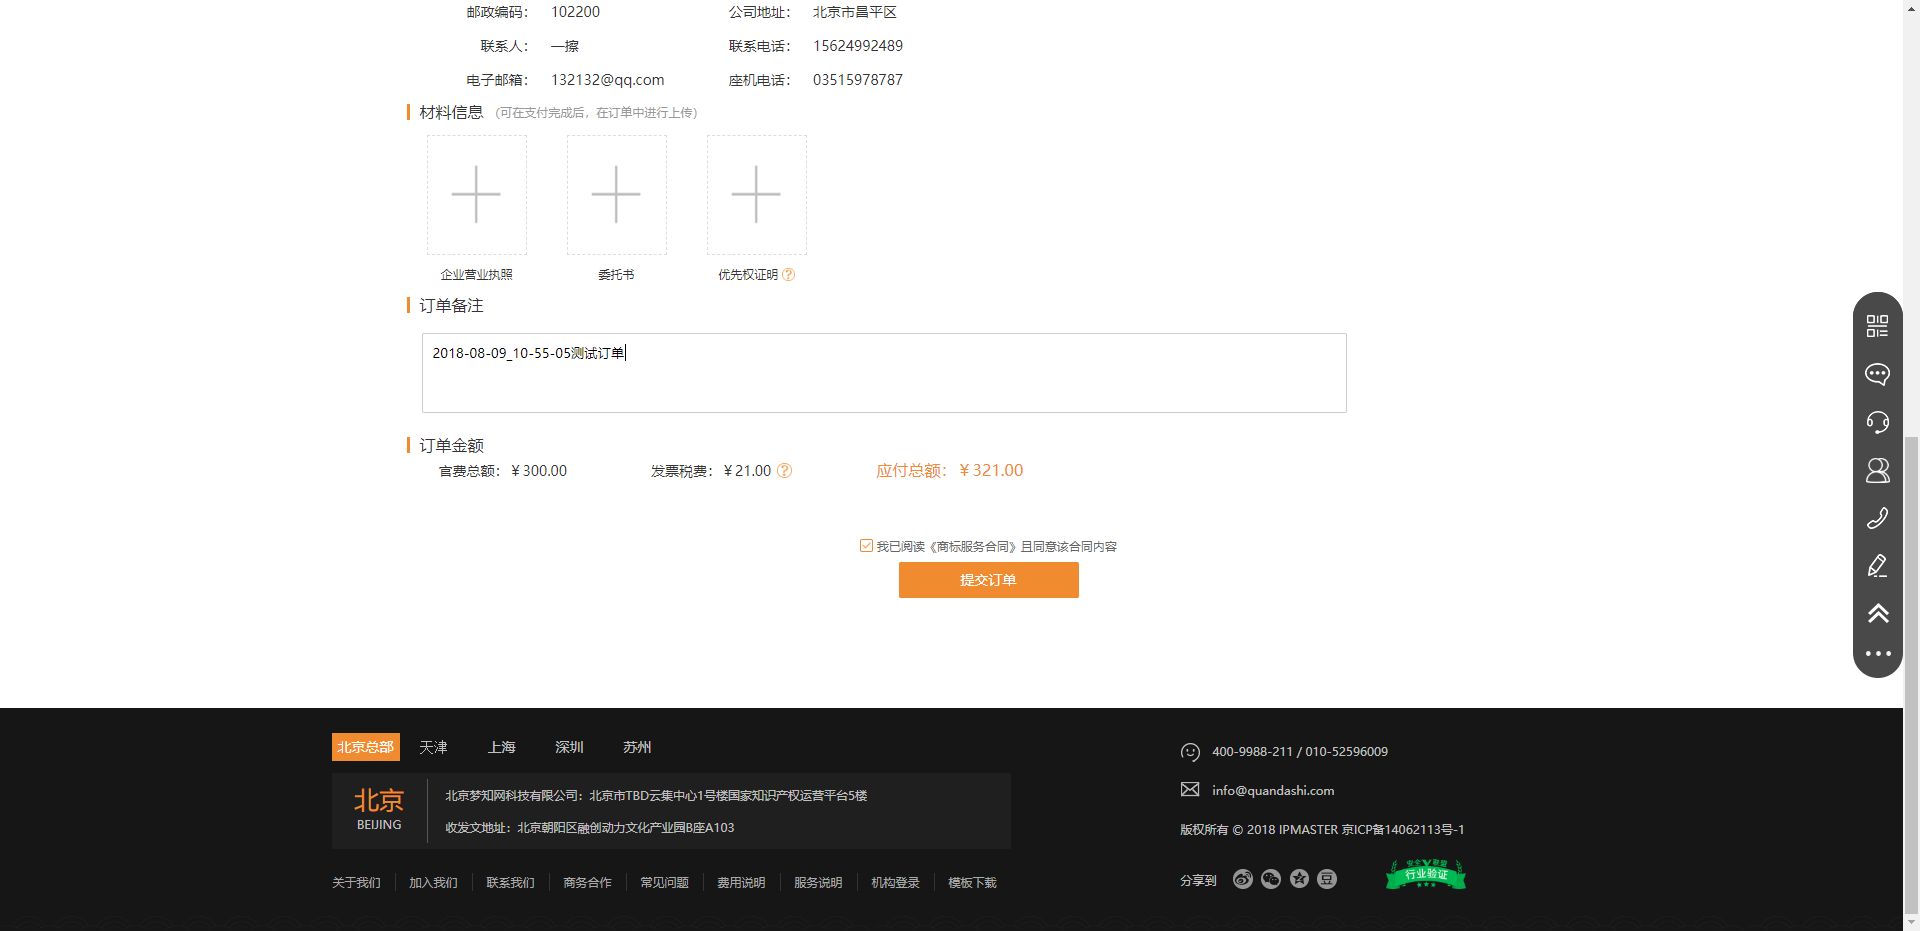 邮政编码： 102200 公司地址： 北京市昌平区
联系人： 一擦 联系电话： 15624992489
电子邮箱： 132132@qq.com 座机电话： 03515978787
材料信息 (可在支付完成后，在订单中进行上传)
企业营业执照 委托书 优先权证明 ?
订单备注
2018-08-09_10-55-05测试订单
订单金额
官费总额：￥300.00 发票税费：￥21.00 ? 应付总额：￥321.00
我已阅读《商标服务合同》且同意该合同内容
提交订单
北京总部 天津 上海 深圳 苏州
北京
BEIJING
北京梦知网科技有限公司：北京市TBD云集中心1号楼国家知识产权运营平台5楼
收发文地址：北京朝阳区融创动力文化产业园B座A103
关于我们 加入我们 联系我们 商务合作 常见问题 费用说明 服务说明 机构登录 模板下载
400-9988-211 / 010-52596009
info@quandashi.com
版权所有 © 2018 IPMASTER 京ICP备14062113号-1
分享到 豆
安全联盟
行业验证